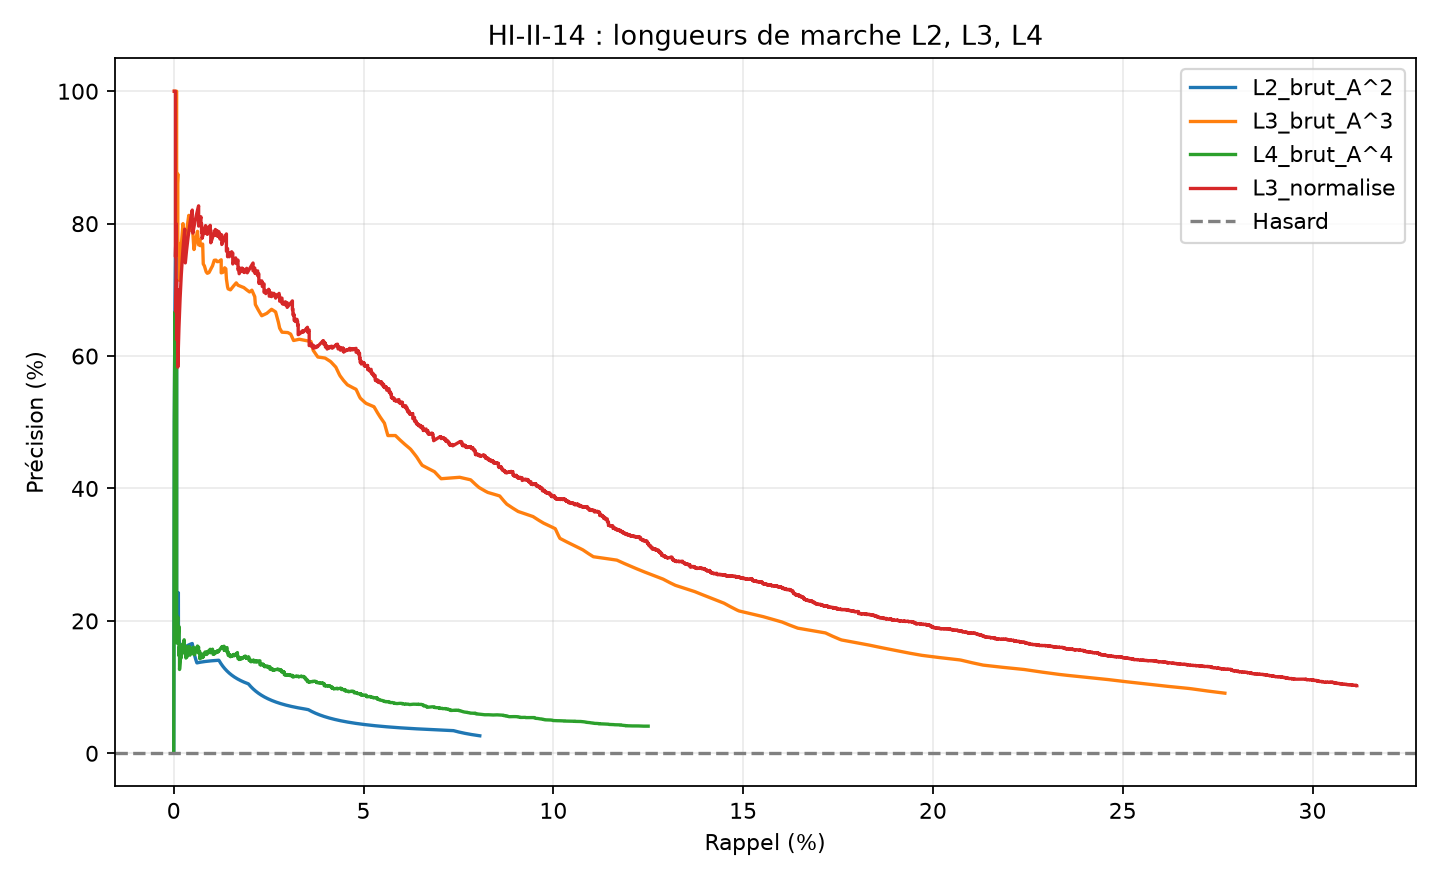 HI-II-14 : longueurs de marche L2, L3, L4
L2_brut_A^2
L3_brut_A^3
L4_brut_A^4
L3_normalise
Hasard
Précision (%)
100
80
60
40
20
0
0 5 10 15 20 25 30
Rappel (%)